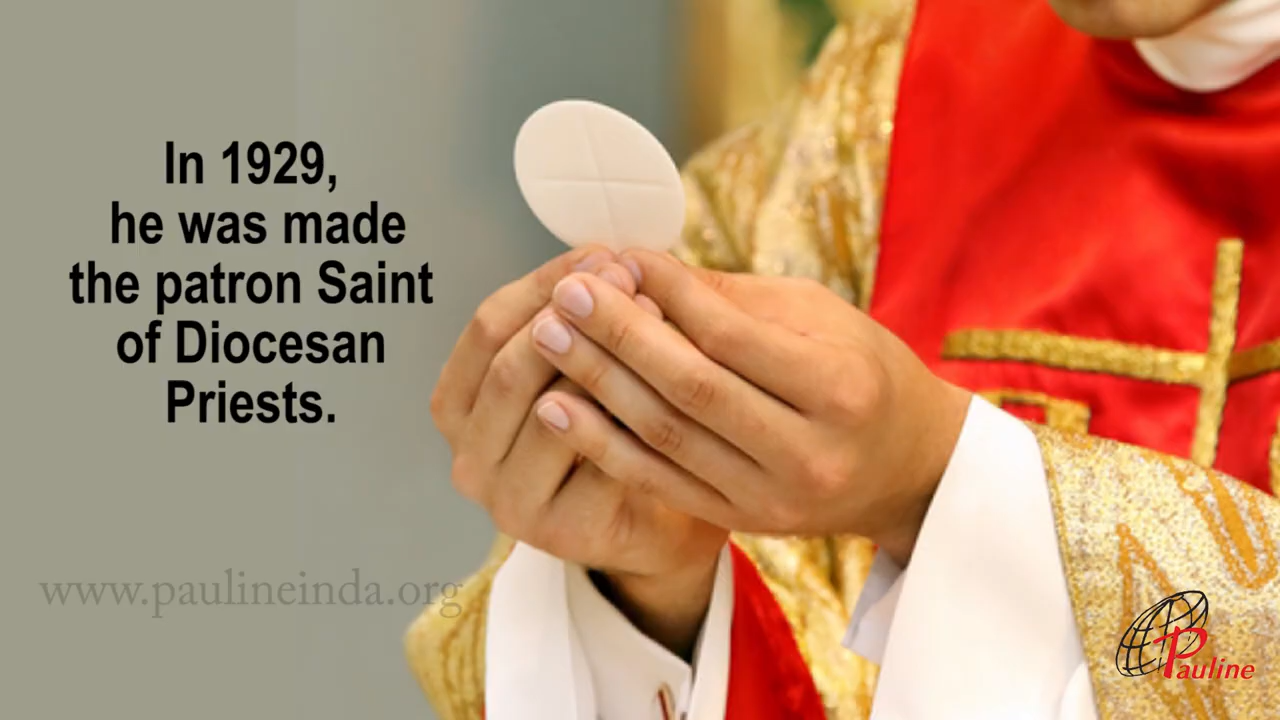 In 1929,
he was made
the patron Saint
of Diocesan
Priests.
www.paulineinda.org
Pauline